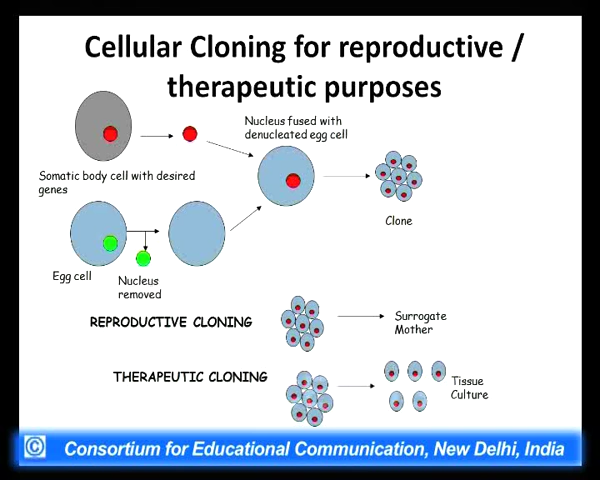 Cellular Cloning for reproductive /
therapeutic purposes
Nucleus fused with
denucleated egg cell
Somatic body cell with desired
genes
Clone
Egg cell
Nucleus
removed
REPRODUCTIVE CLONING
Surrogate
Mother
THERAPEUTIC CLONING
Tissue
Culture
© Consortium for Educational Communication, New Delhi, India